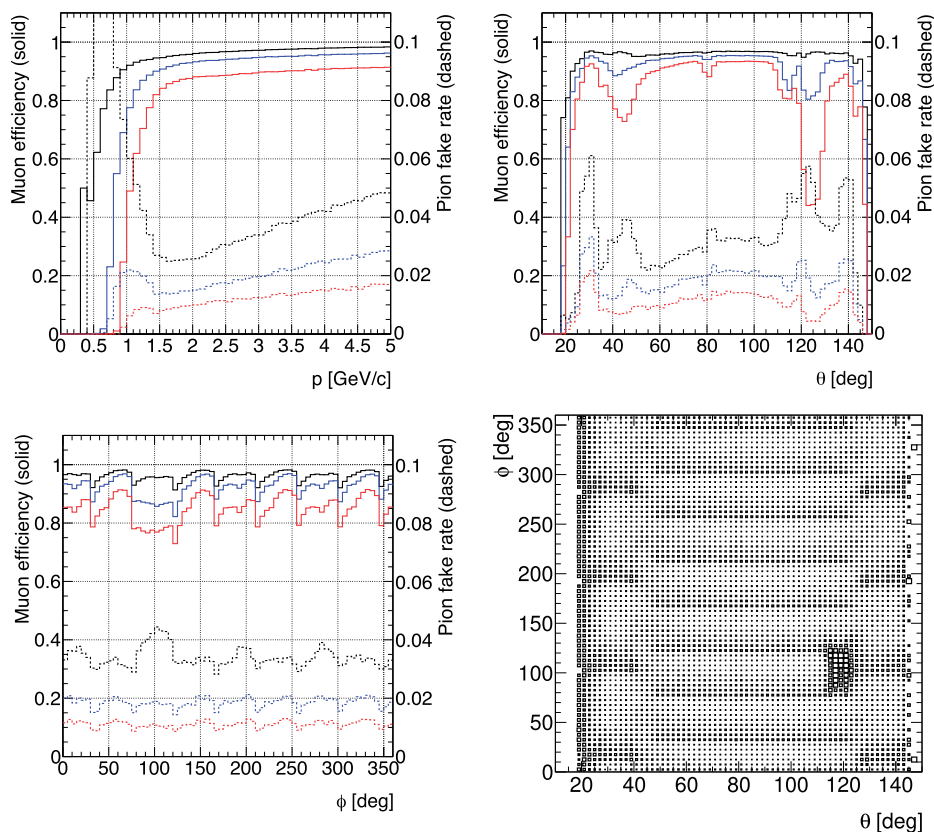 Muon efficiency (solid)
1
0.8
0.6
0.4
0.2
0
0.1
0.08
0.06
0.04
0.02
0
Pion fake rate (dashed)
0 0.5 1 1.5 2 2.5 3 3.5 4 4.5 5
p [GeV/c]
Muon efficiency (solid)
1
0.8
0.6
0.4
0.2
0
0.1
0.08
0.06
0.04
0.02
0
Pion fake rate (dashed)
20 40 60 80 100 120 140
θ [deg]
Muon efficiency (solid)
1
0.8
0.6
0.4
0.2
0
0.1
0.08
0.06
0.04
0.02
0
Pion fake rate (dashed)
0 50 100 150 200 250 300 350
ϕ [deg]
ϕ [deg]
350
300
250
200
150
100
50
0
20 40 60 80 100 120 140
θ [deg]